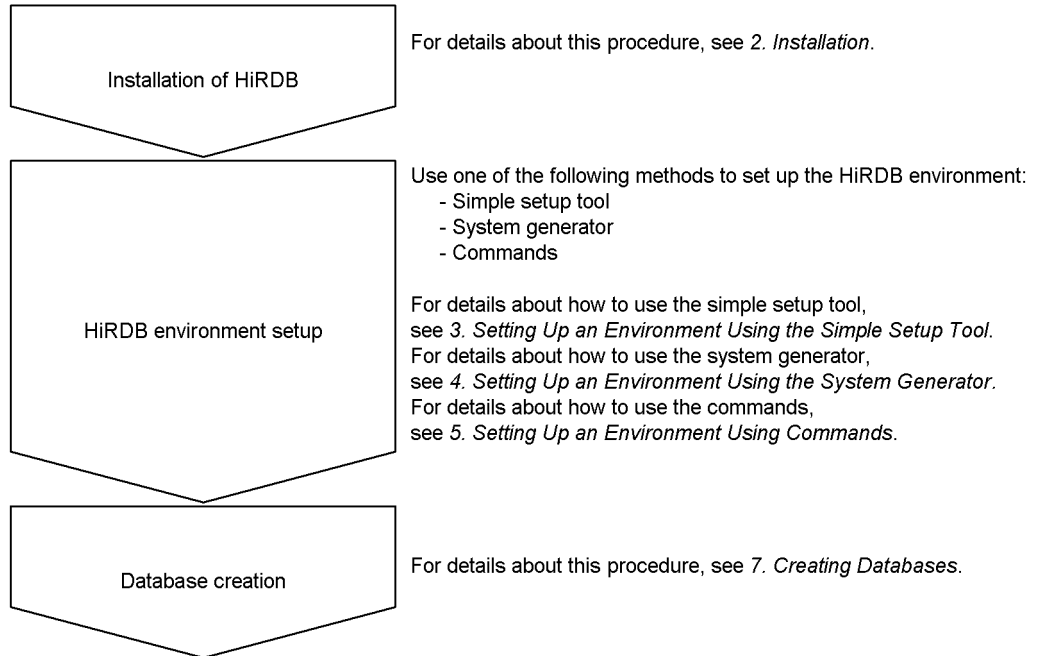 Installation of HiRDB
For details about this procedure, see 2. Installation.
HiRDB environment setup
Use one of the following methods to set up the HiRDB environment:
- Simple setup tool
- System generator
- Commands
For details about how to use the simple setup tool,
see 3. Setting Up an Environment Using the Simple Setup Tool.
For details about how to use the system generator,
see 4. Setting Up an Environment Using the System Generator.
For details about how to use the commands,
see 5. Setting Up an Environment Using Commands.
Database creation
For details about this procedure, see 7. Creating Databases.